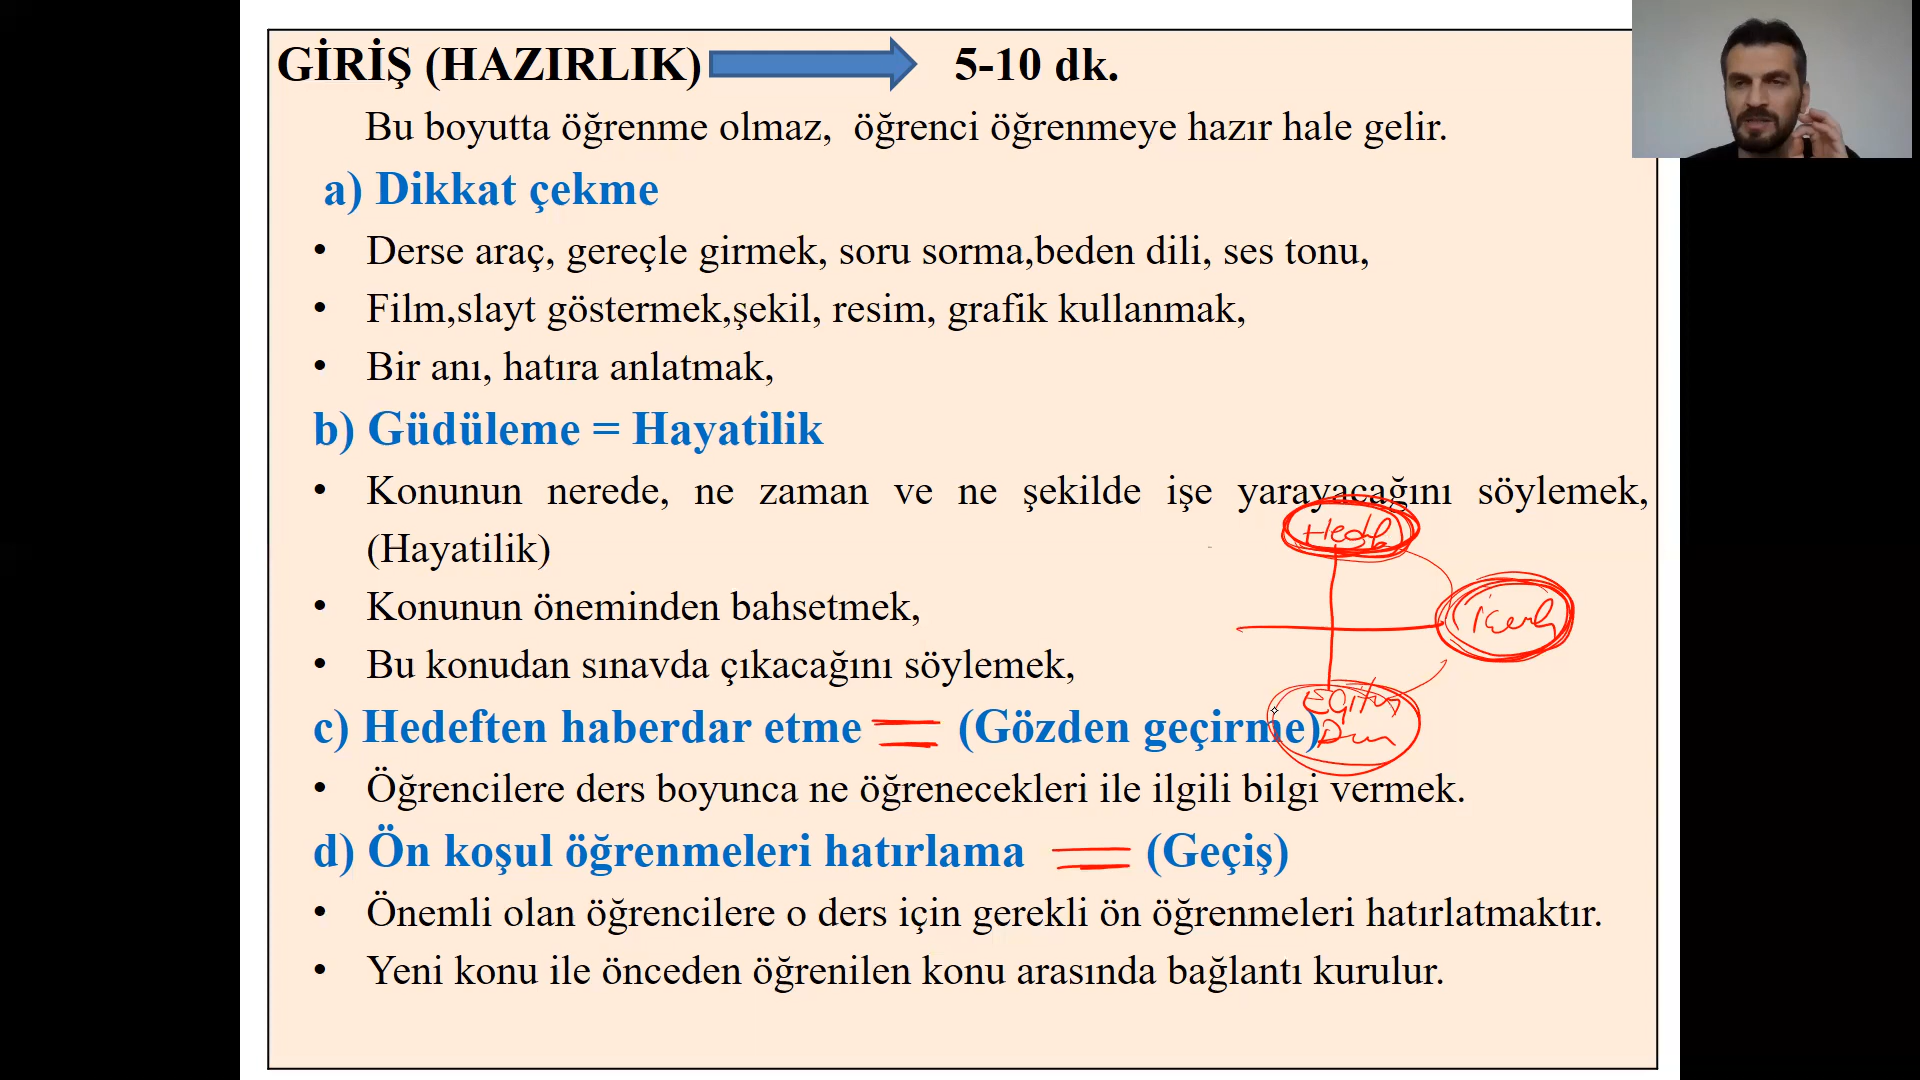 GİRİŞ (HAZIRLIK) 5-10 dk.
Bu boyutta öğrenme olmaz, öğrenci öğrenmeye hazır hale gelir.
a) Dikkat çekme
• Derse araç, gereçle girmek, soru sorma,beden dili, ses tonu,
• Film,slayt göstermek,şekil, resim, grafik kullanmak,
• Bir anı, hatıra anlatmak,
b) Güdüleme = Hayatilik
• Konunun nerede, ne zaman ve ne şekilde işe yarayacağını söylemek,
(Hayatilik)
Hedef
• Konunun öneminden bahsetmek,
• Bu konudan sınavda çıkacağını söylemek,
c) Hedeften haberdar etme = (Gözden geçirme)
• Öğrencilere ders boyunca ne öğrenecekleri ile ilgili bilgi vermek.
d) Ön koşul öğrenmeleri hatırlama = (Geçiş)
• Önemli olan öğrencilere o ders için gerekli ön öğrenmeleri hatırlatmaktır.
• Yeni konu ile önceden öğrenilen konu arasında bağlantı kurulur.